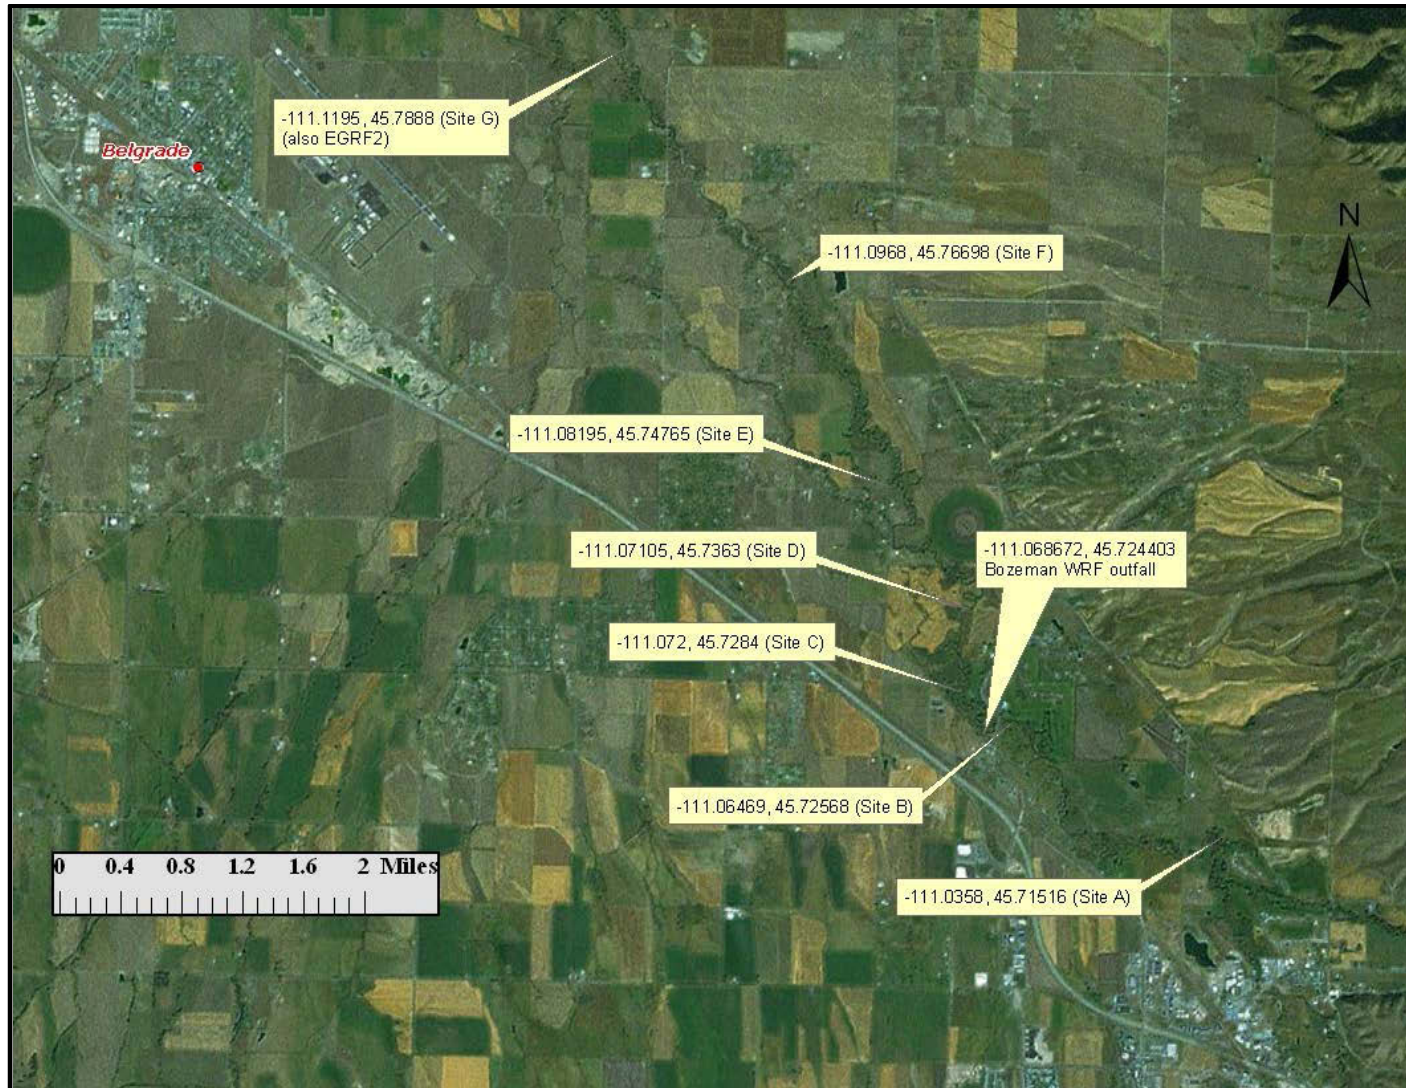 -111.1195, 45.7888 (Site G)
(also EGRF2)
Belgrade
N
-111.0968, 45.76698 (Site F)
-111.08195, 45.74765 (Site E)
-111.07105, 45.7363 (Site D)
-111.068672, 45.724403
Bozeman WRF outfall
-111.072, 45.7284 (Site C)
-111.06469, 45.72568 (Site B)
0 0.4 0.8 1.2 1.6 2 Miles
-111.0358, 45.71516 (Site A)